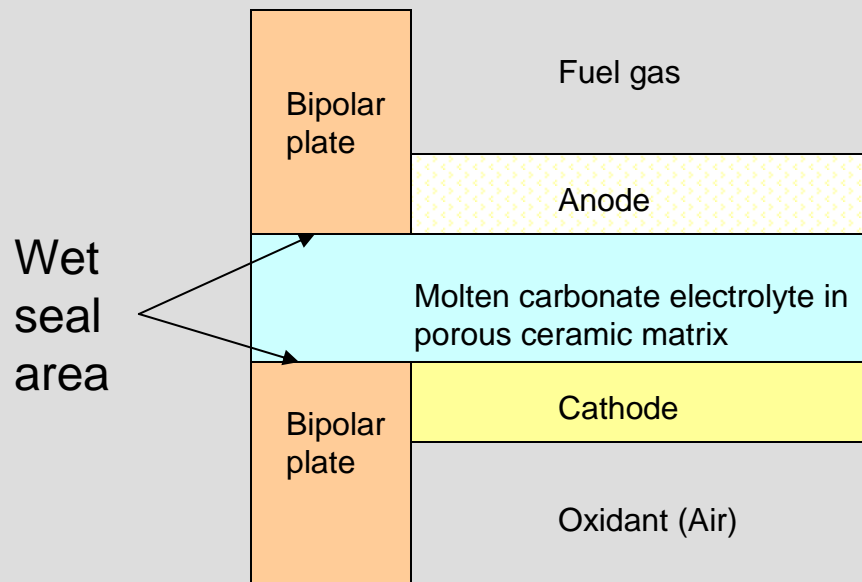 Fuel gas
Bipolar
plate
Anode
Wet
seal
area
Molten carbonate electrolyte in
porous ceramic matrix
Cathode
Bipolar
plate
Oxidant (Air)